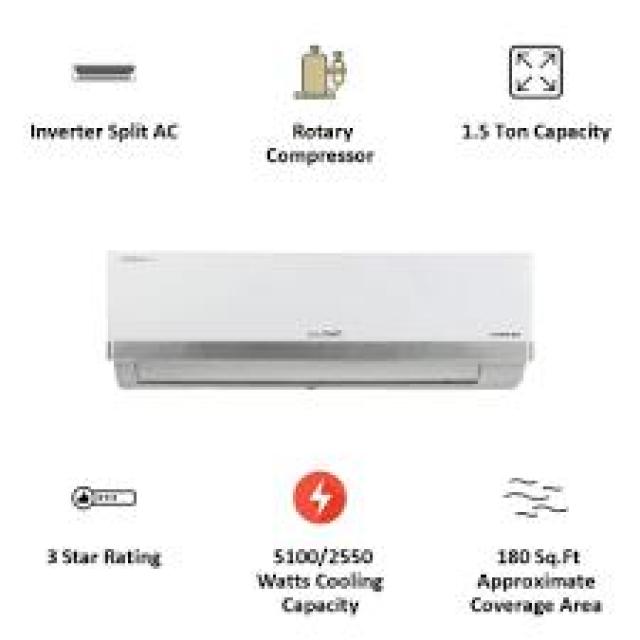 Inverter Split AC
Rotary
Compressor
1.5 Ton Capacity
3 Star Rating
5100/2550
Watts Cooling
Capacity
180 Sq.Ft
Approximate
Coverage Area